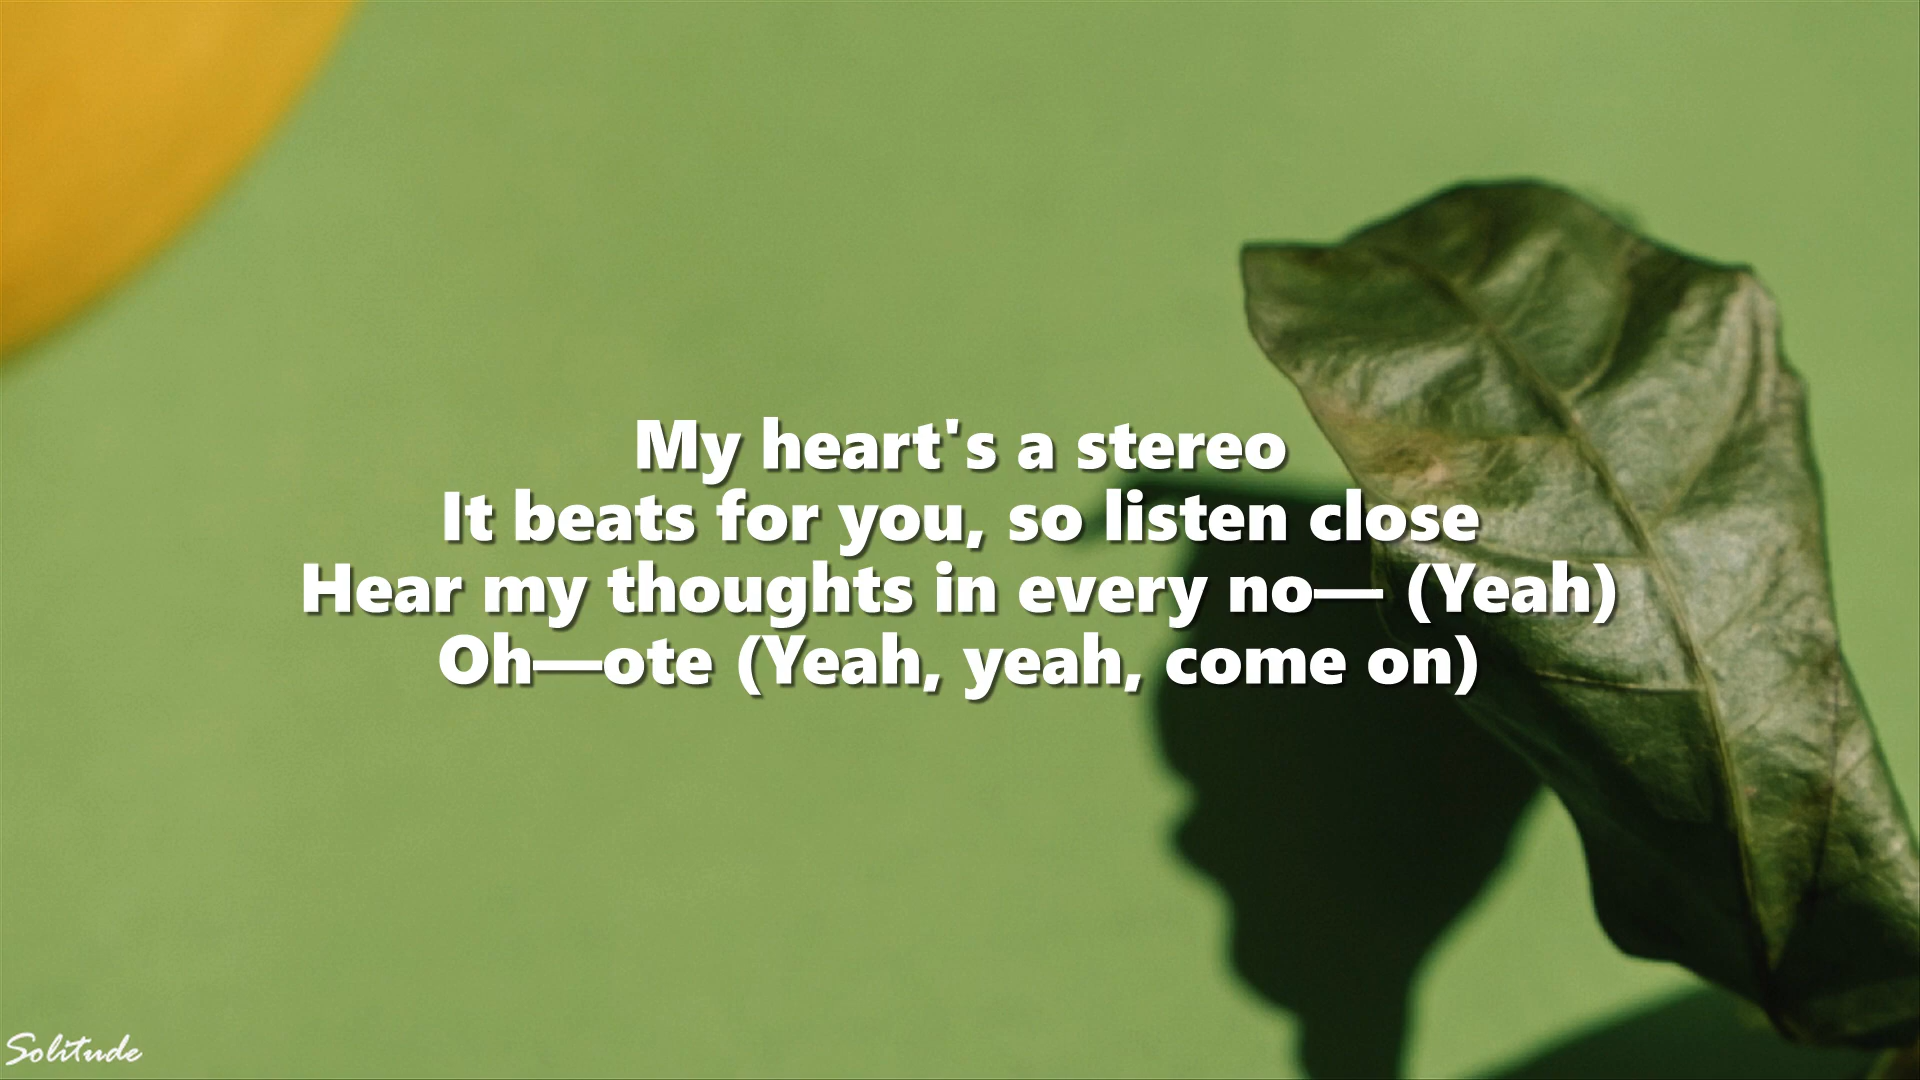 My heart's a stereo
It beats for you, so listen close
Hear my thoughts in every no— (Yeah)
Oh—ote (Yeah, yeah, come on)
Solitude